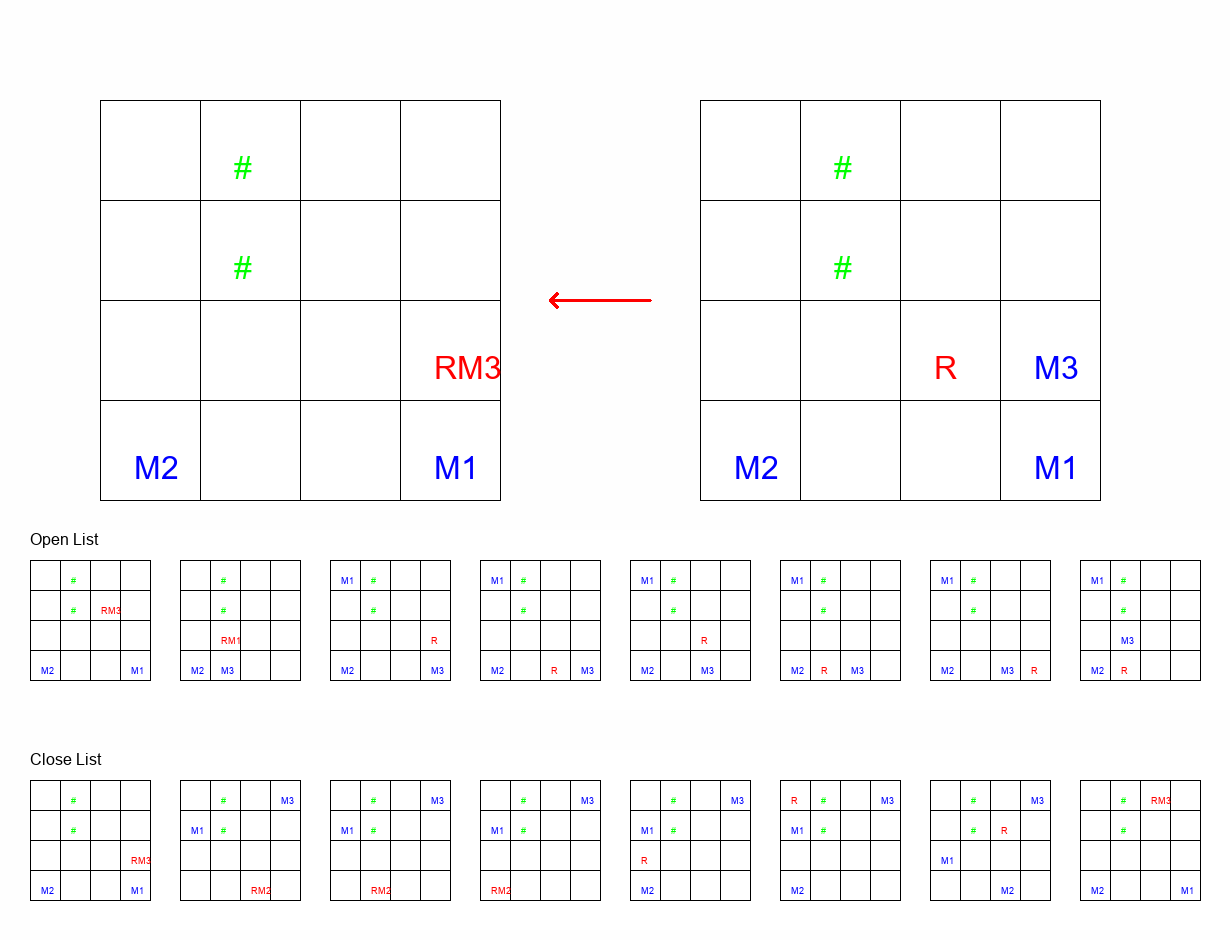 # #
# #
RM3 R M3
M2 M1 M2 M1
Open List
# # M1 # M1 # M1 # M1 # M1 # M1 #
# RM3 # # # # # # #
RM1 R R M3
M2 M1 M2 M3 M2 M3 M2 R M3 M2 M3 M2 R M3 M2 M3 R M2 R
Close List
# # M3 # M3 # M3 # M3 R # M3 # M3 # RM3
# M1 # M1 # M1 # M1 # M1 # # R #
RM3 R M1
M2 M1 RM2 RM2 RM2 M2 M2 M2 M2 M1